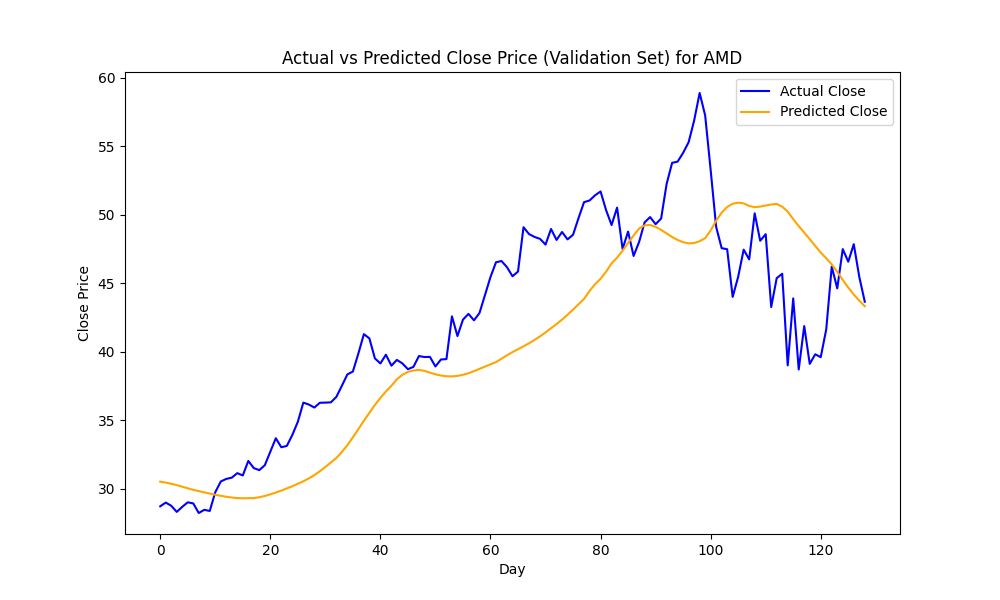 Actual vs Predicted Close Price (Validation Set) for AMD
Actual Close
Predicted Close
Close Price
60
55
50
45
40
35
30
0 20 40 60 80 100 120
Day